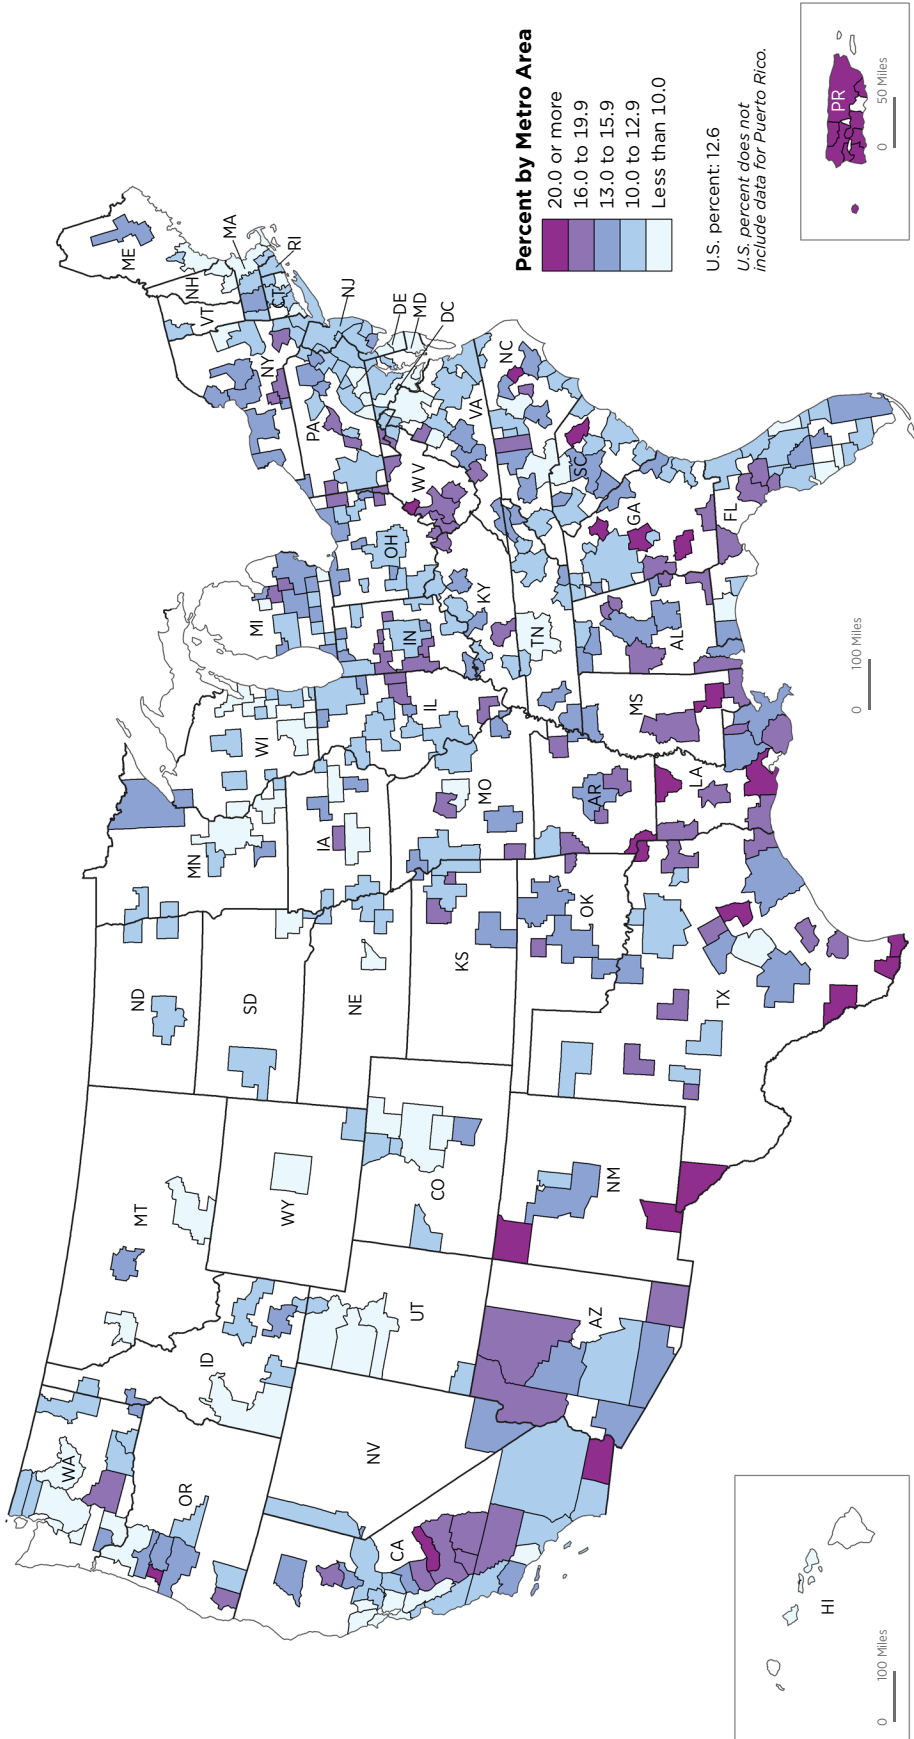 WA
MT
ND
MN
ME
VT
NH
MA
RI
CT
NY
NJ
PA
DE
MD
DC
MI
WI
SD
ID
OR
WY
IA
NE
IL
IN
OH
WV
VA
NC
KY
TN
SC
GA
FL
AL
MS
LA
AR
MO
KS
OK
TX
NM
CO
UT
AZ
NV
CA
HI
PR
Percent by Metro Area
20.0 or more
16.0 to 19.9
13.0 to 15.9
10.0 to 12.9
Less than 10.0
U.S. percent: 12.6
U.S. percent does not
include data for Puerto Rico.
0 100 Miles
0 100 Miles
0 50 Miles